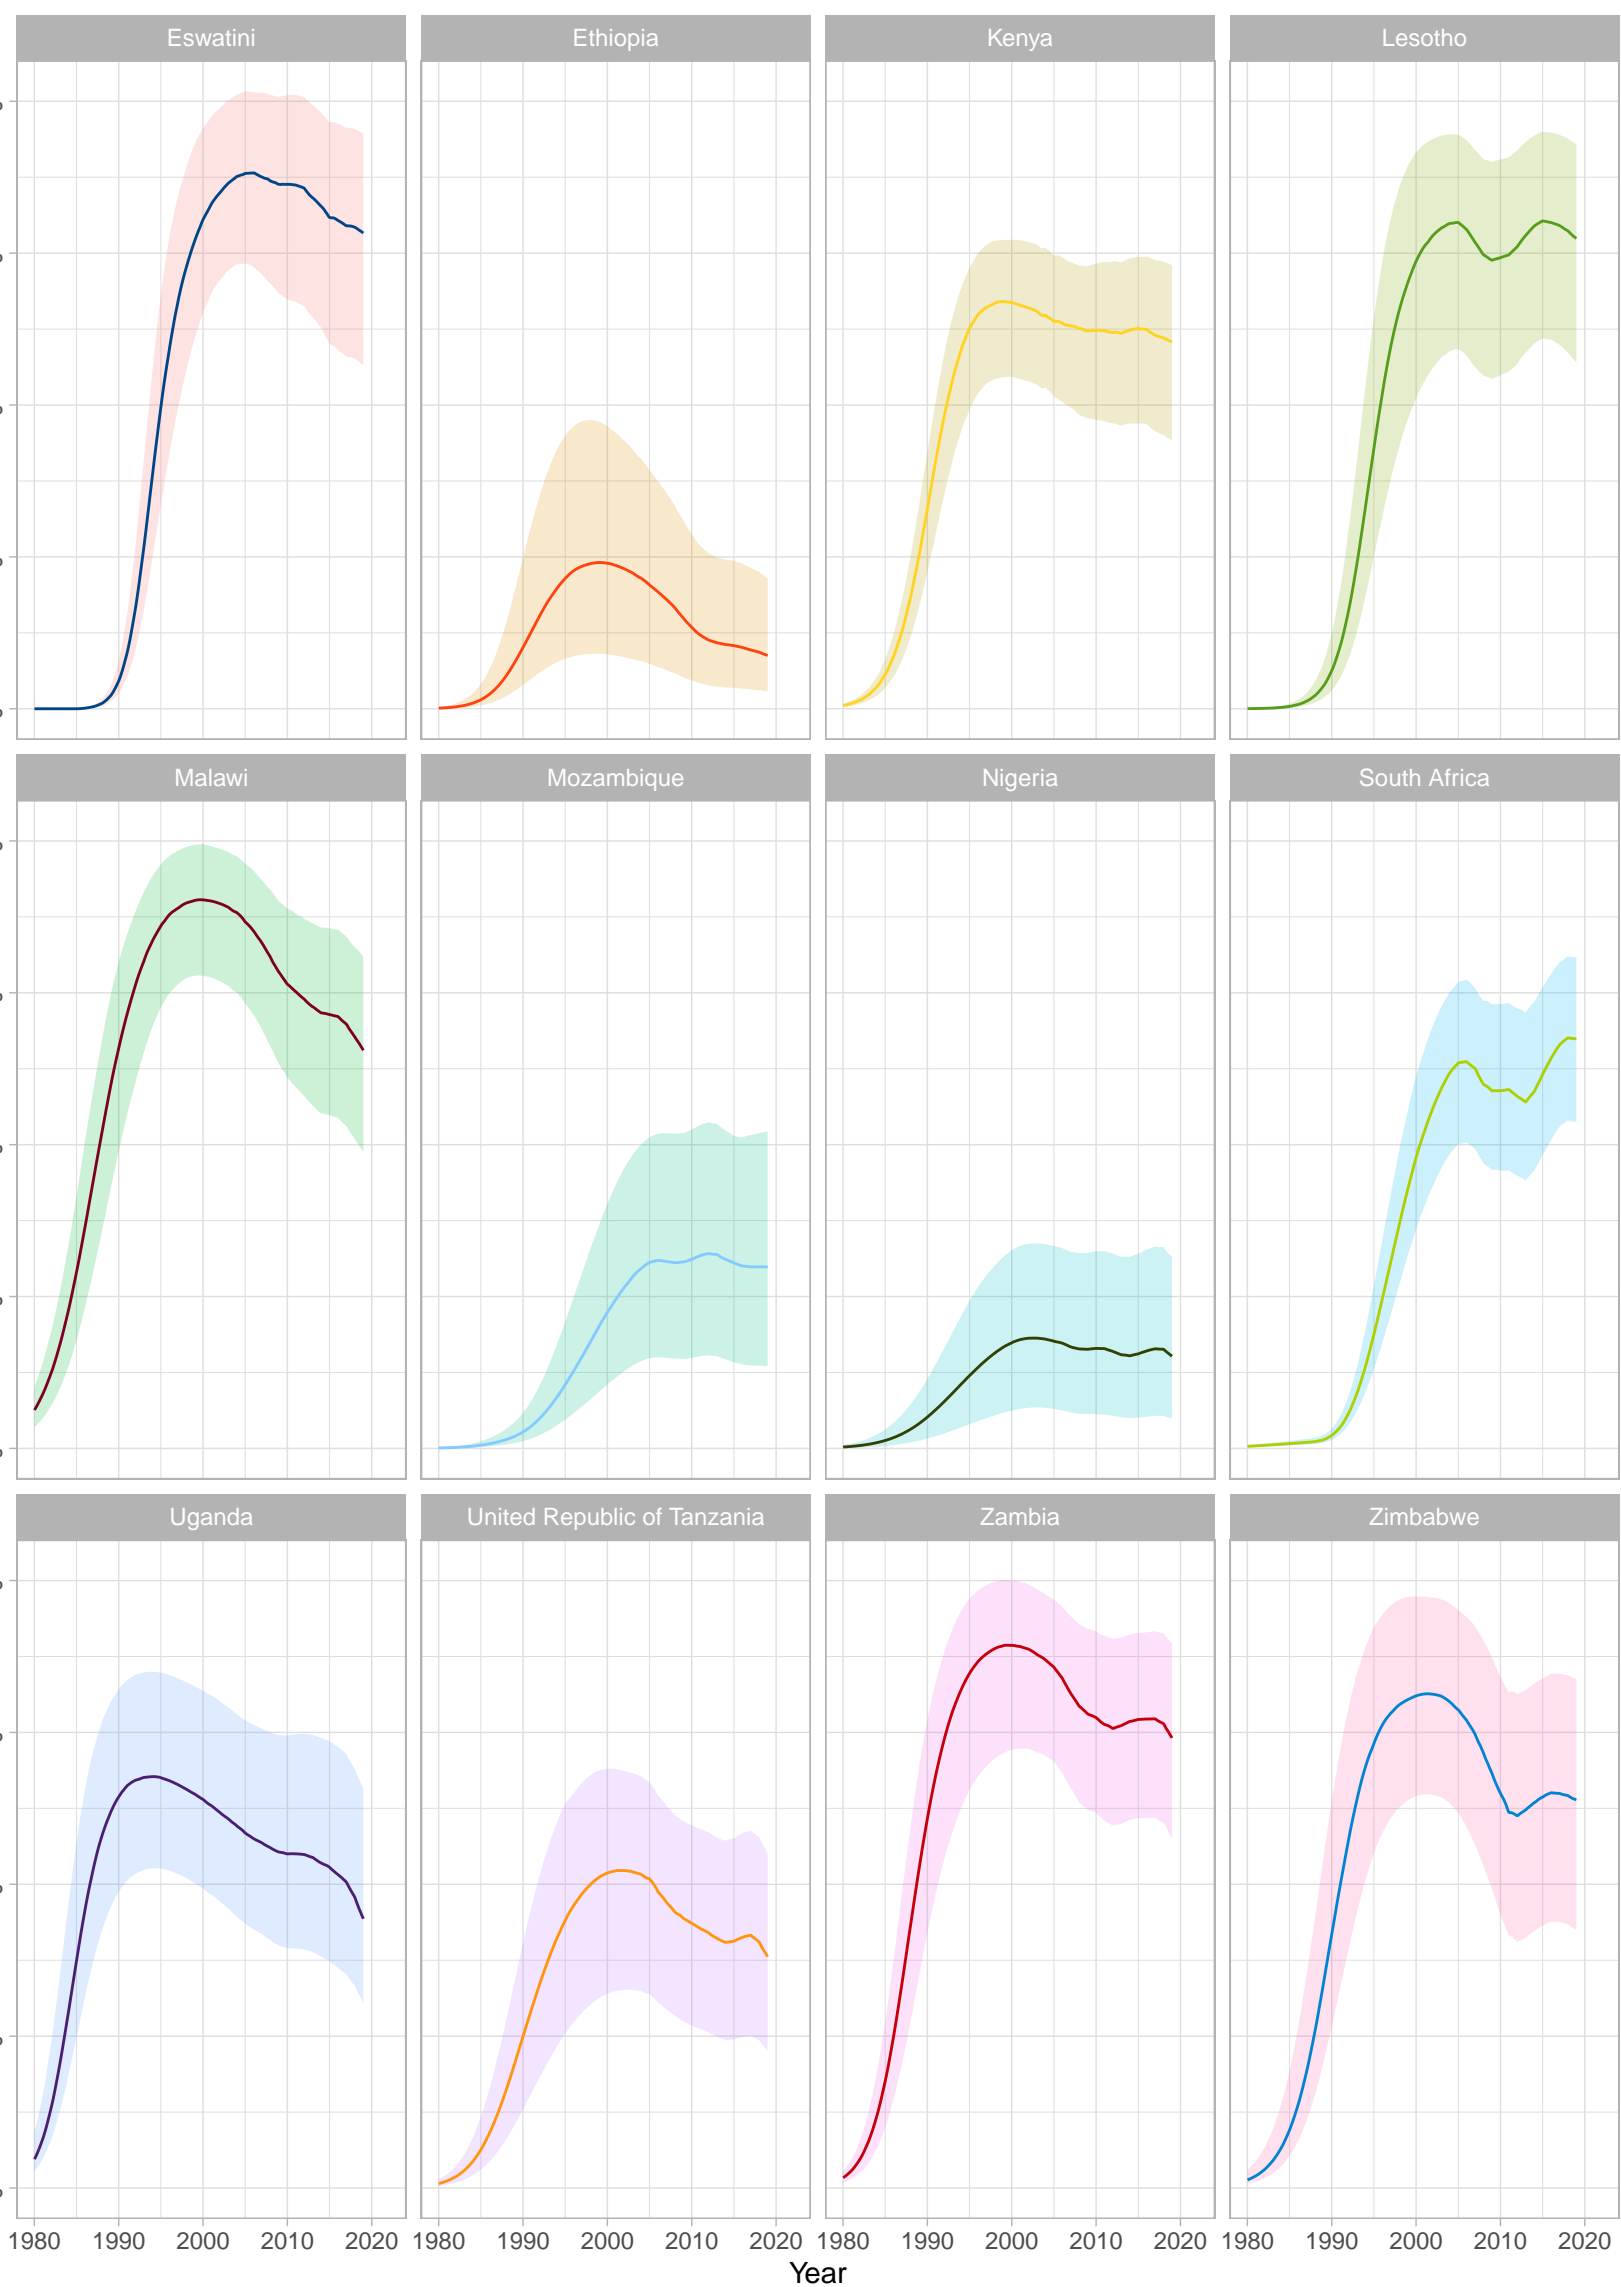 Eswatini Ethiopia Kenya Lesotho
Malawi Mozambique Nigeria South Africa
Uganda United Republic of Tanzania Zambia Zimbabwe
1980 1990 2000 2010 2020 1980 1990 2000 2010 2020 1980 1990 2000 2010 2020 1980 1990 2000 2010 2020
Year